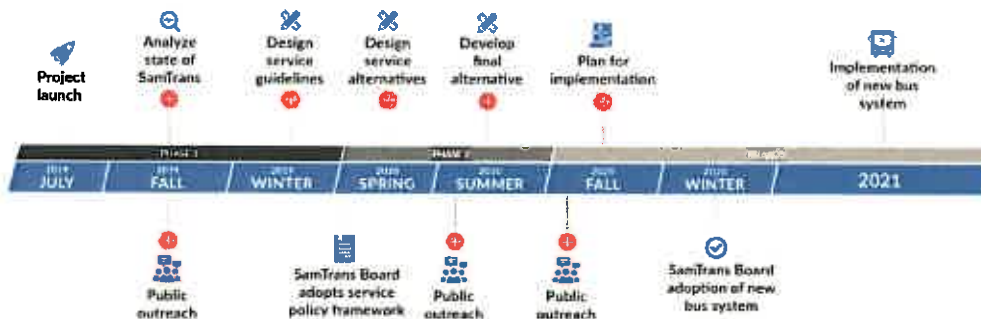 Project
launch
Analyze
state of
SamTrans
Design
service
guidelines
Design
service
alternatives
Develop
final
alternative
Plan for
implementation
Implementation
of new bus
system
PHASE 1
PHASE 2
2019
JULY
2019
FALL
2019
WINTER
2020
SPRING
2020
SUMMER
2020
FALL
2020
WINTER
2021
Public
outreach
SamTrans Board
adopts service
policy framework
Public
outreach
Public
outreach
SamTrans Board
adoption of new
bus system